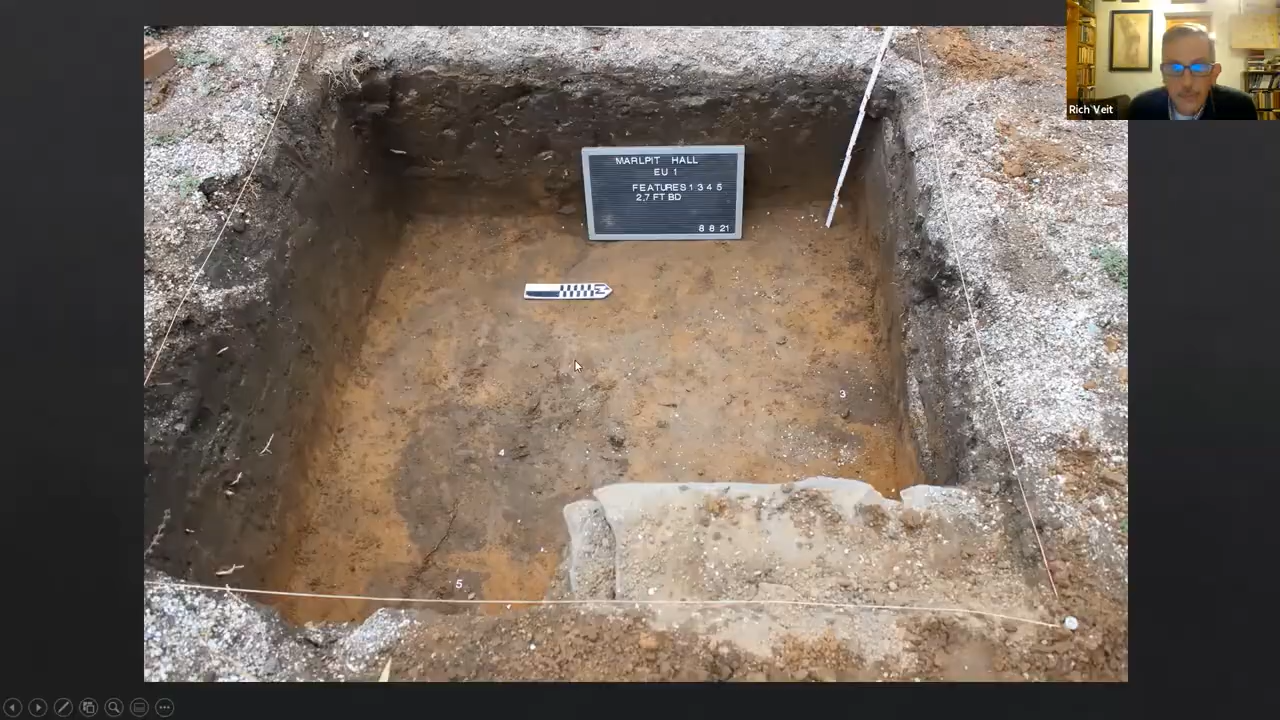 Rich Veit
MARLPIT HALL
EU 1
FEATURES 1 3 4 5
2.7 FT BD
8 8 21
3
4
5